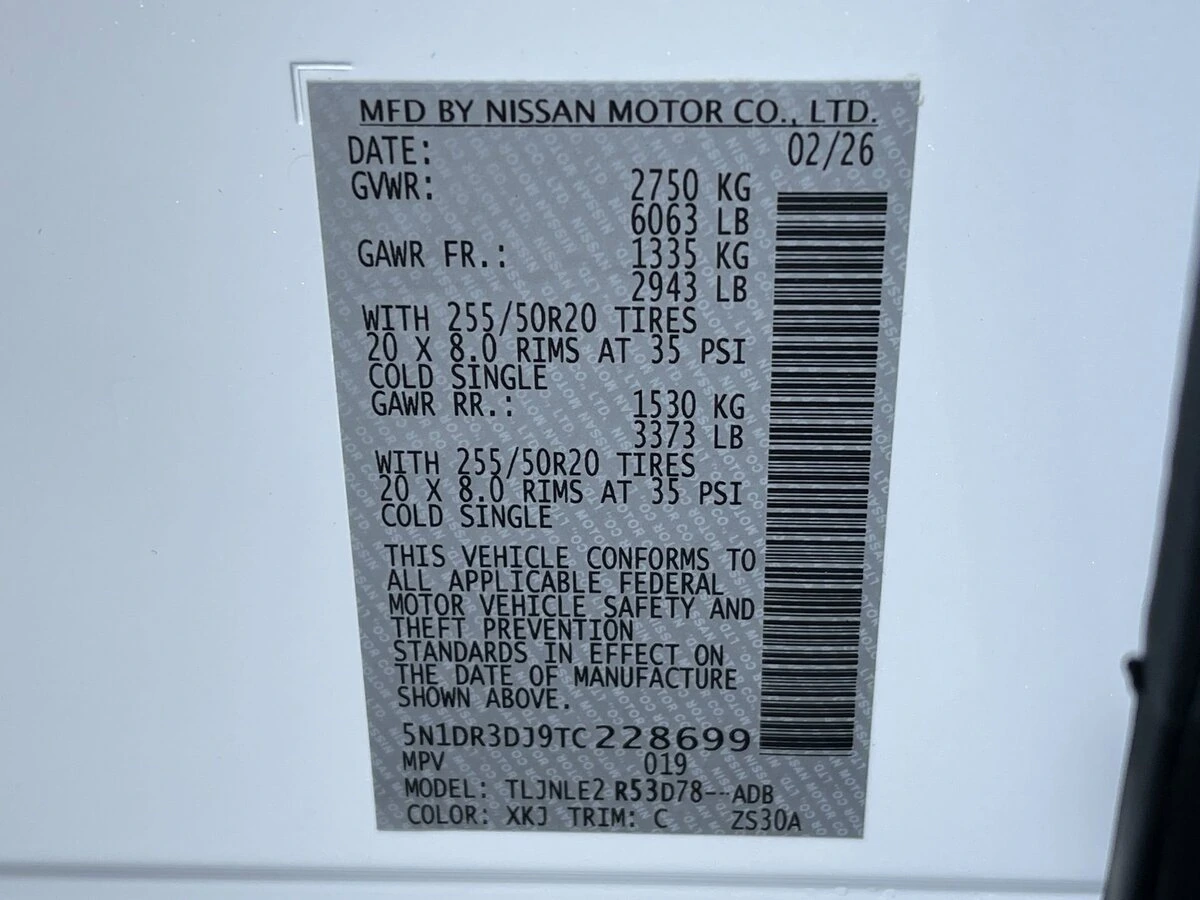 MFD BY NISSAN MOTOR CO., LTD.
DATE: 02/26
GVWR: 2750 KG
6063 LB
GAWR FR.: 1335 KG
2943 LB
WITH 255/50R20 TIRES
20 X 8.0 RIMS AT 35 PSI
COLD SINGLE
GAWR RR.: 1530 KG
3373 LB
WITH 255/50R20 TIRES
20 X 8.0 RIMS AT 35 PSI
COLD SINGLE
THIS VEHICLE CONFORMS TO
ALL APPLICABLE FEDERAL
MOTOR VEHICLE SAFETY AND
THEFT PREVENTION
STANDARDS IN EFFECT ON
THE DATE OF MANUFACTURE
SHOWN ABOVE.
5N1DR3DJ9TC228699
MPV 019
MODEL: TLJNLE2 R53D78--ADB
COLOR: XKJ TRIM: C ZS30A